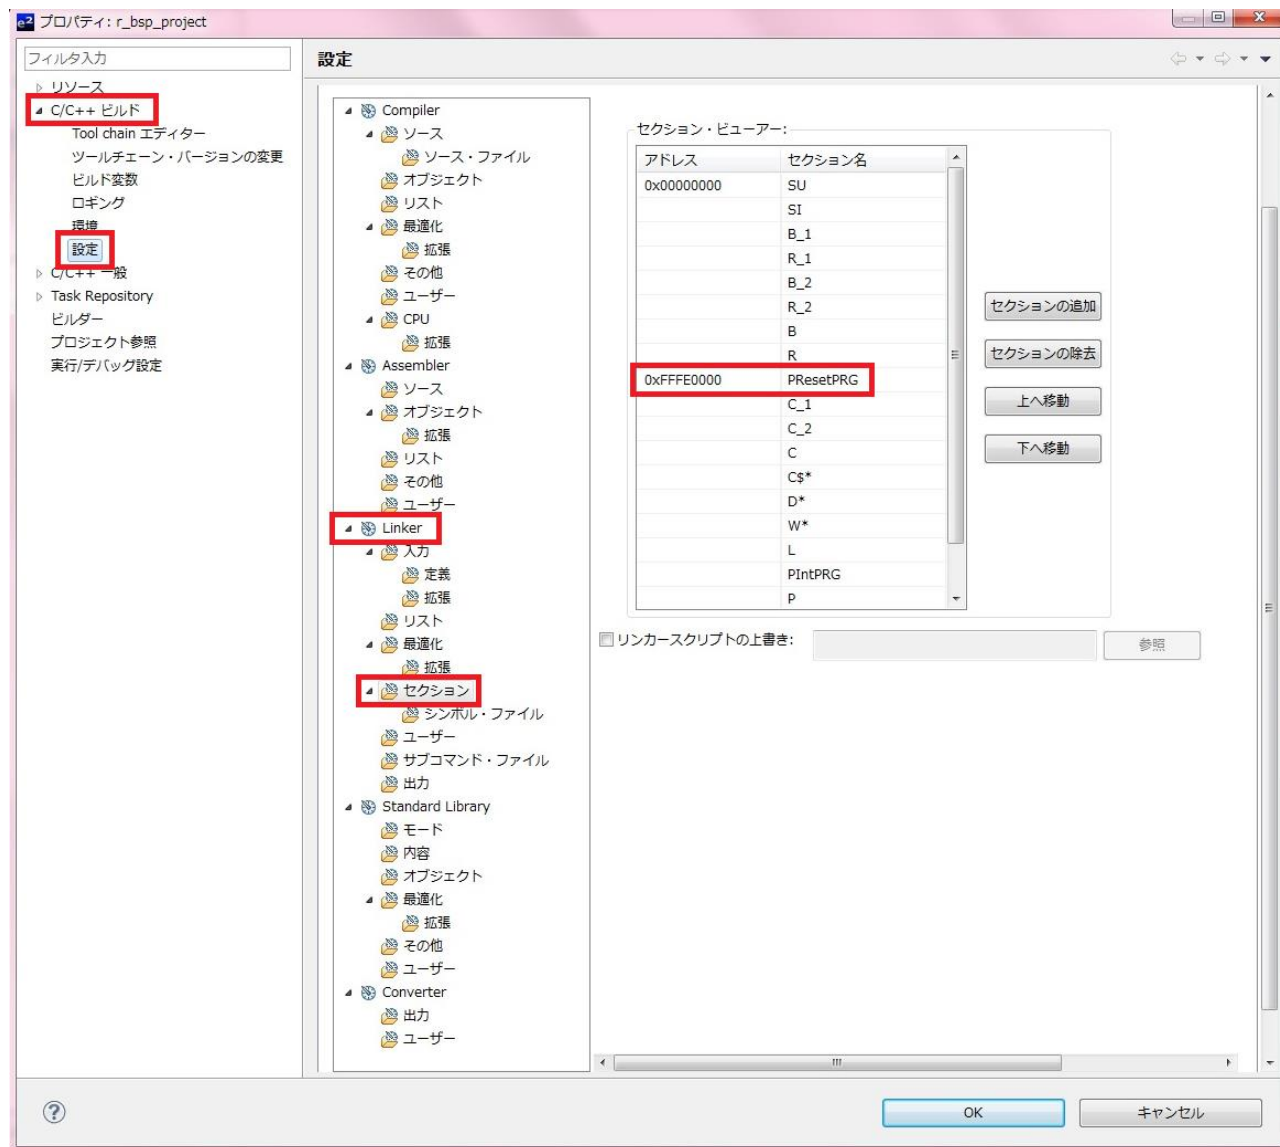 e² プロパティ: r_bsp_project
フィルタ入力
リソース
C/C++ ビルド
Tool chain エディター
ツールチェーン・バージョンの変更
ビルド変数
ロギング
環境
設定
C/C++ 一般
Task Repository
ビルダー
プロジェクト参照
実行/デバッグ設定
設定
Compiler
ソース
ソース・ファイル
オブジェクト
リスト
最適化
拡張
その他
ユーザー
CPU
拡張
Assembler
ソース
オブジェクト
拡張
リスト
その他
ユーザー
Linker
入力
定義
拡張
リスト
最適化
拡張
セクション
シンボル・ファイル
ユーザー
サブコマンド・ファイル
出力
Standard Library
モード
内容
オブジェクト
最適化
拡張
その他
ユーザー
Converter
出力
ユーザー
セクション・ビューアー:
アドレス セクション名
0x00000000 SU
SI
B_1
R_1
B_2
R_2
B
R
0xFFFE0000 PResetPRG
C_1
C_2
C
C$*
D*
W*
L
PIntPRG
P
セクションの追加
セクションの除去
上へ移動
下へ移動
リンカースクリプトの上書き:
参照
OK
キャンセル